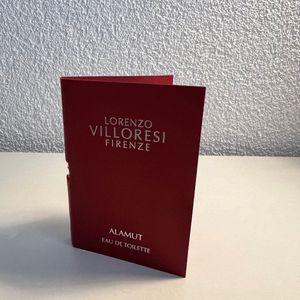 LORENZO
VILLORESI
FIRENZE
ALAMUT
EAU DE TOILETTE